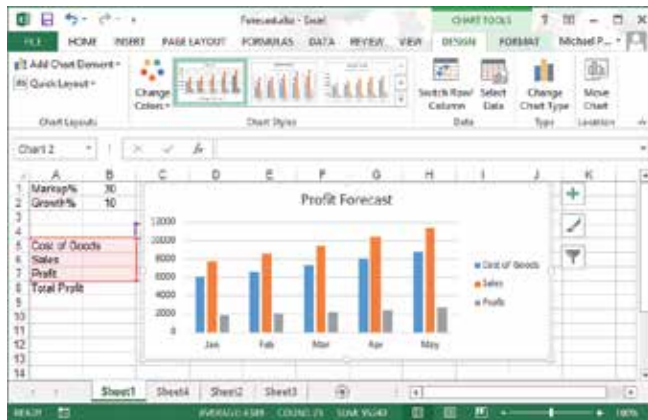 Forecast.xlsx - Excel
CHART TOOLS
FILE HOME INSERT PAGE LAYOUT FORMULAS DATA REVIEW VIEW DESIGN FORMAT Michael P...
Add Chart Element
Quick Layout
Change Colors
Switch Row/ Column
Select Data
Change Chart Type
Move Chart
Chart Layouts
Chart Styles
Data
Type
Location
Chart 2
fx
A B C D E F G H I J K
1 Markup% 30
2 Growth% 10
3
4
5 Cost of Goods
6 Sales
7 Profit
8 Total Profit
9
10
11
12
13
14
Profit Forecast
12000
10000
8000
6000
4000
2000
0
Jan Feb Mar Apr May
Cost of Goods
Sales
Profit
Sheet1 Sheet4 Sheet2 Sheet3
READY
100%